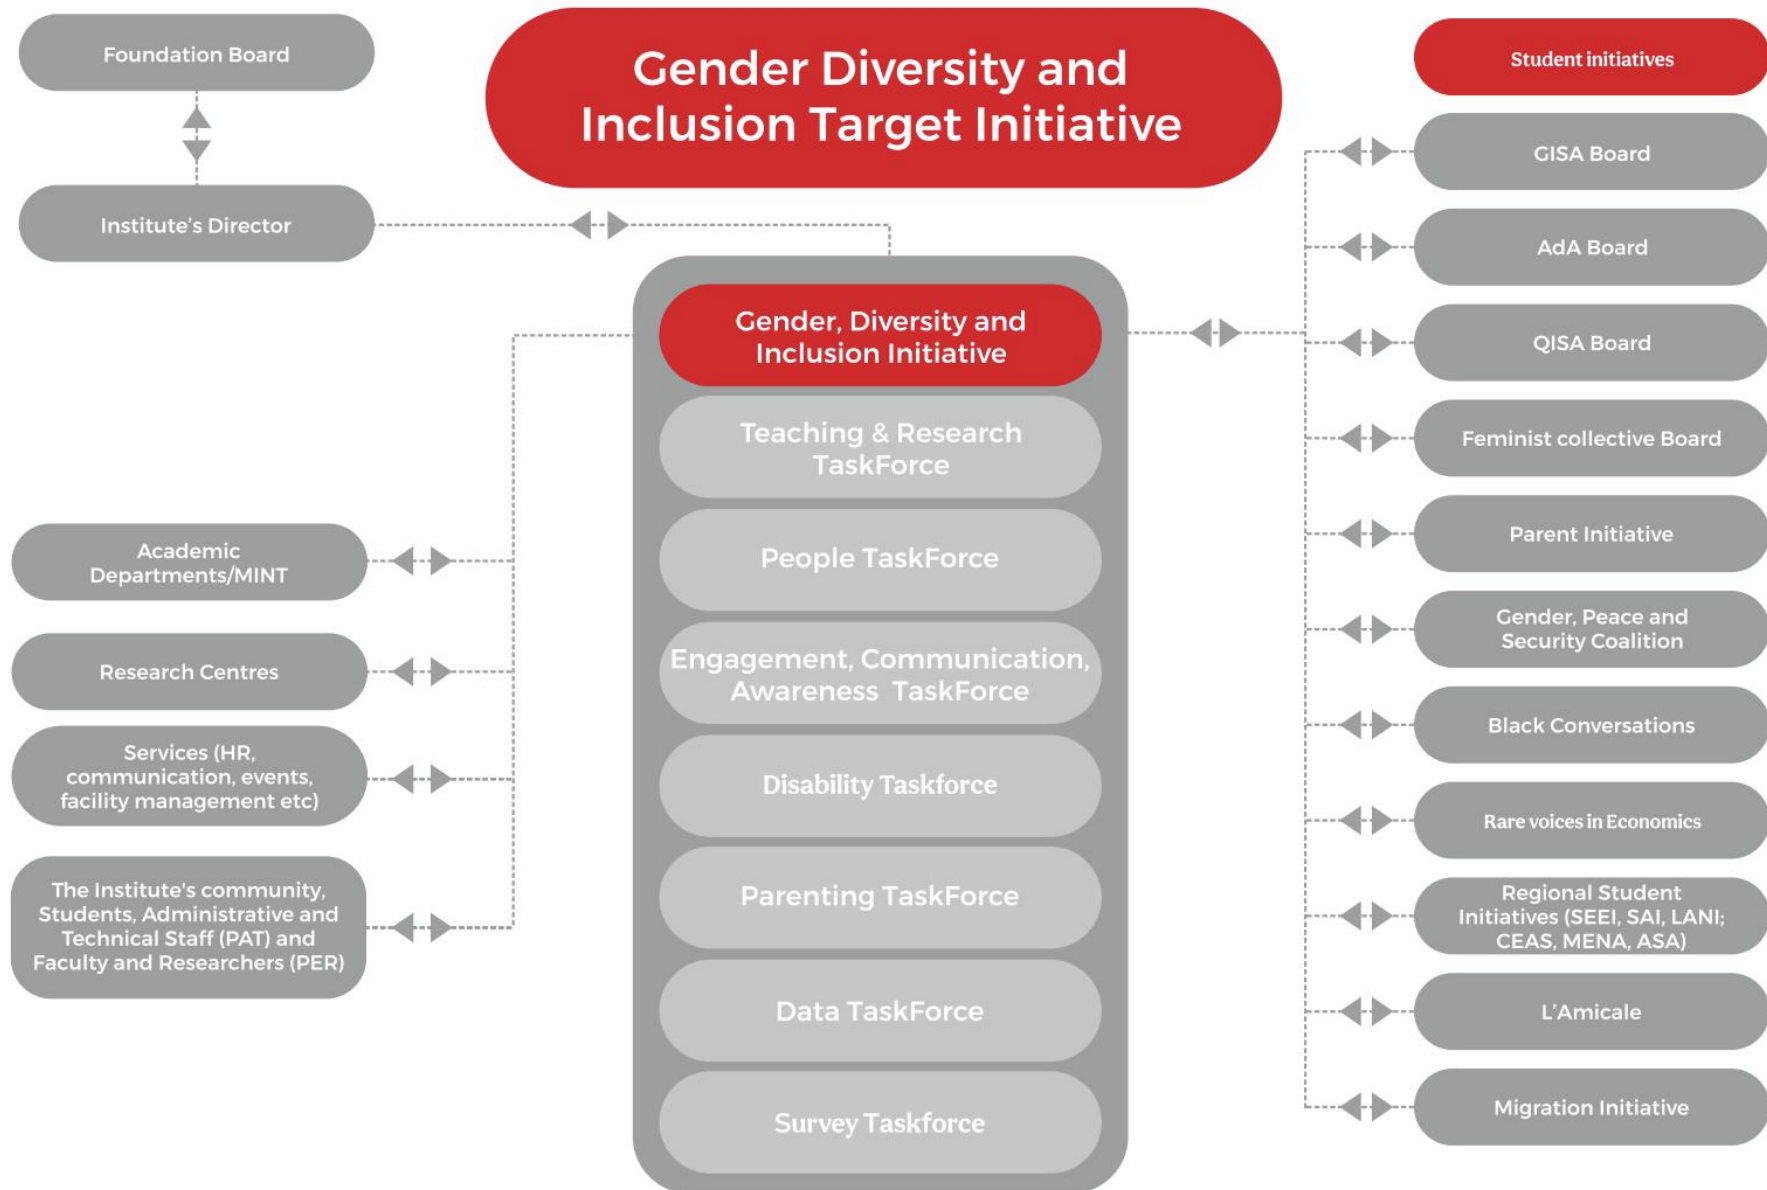 Foundation Board
Institute's Director
Gender Diversity and
Inclusion Target Initiative
Gender, Diversity and
Inclusion Initiative
Teaching & Research
TaskForce
People TaskForce
Engagement, Communication,
Awareness TaskForce
Disability Taskforce
Parenting TaskForce
Data TaskForce
Survey Taskforce
Academic
Departments/MINT
Research Centres
Services (HR,
communication, events,
facility management etc)
The Institute's community,
Students, Administrative and
Technical Staff (PAT) and
Faculty and Researchers (PER)
Student initiatives
GISA Board
AdA Board
QISA Board
Feminist collective Board
Parent Initiative
Gender, Peace and
Security Coalition
Black Conversations
Rare voices in Economics
Regional Student
Initiatives (SEEI, SAI, LANI;
CEAS, MENA, ASA)
L'Amicale
Migration Initiative